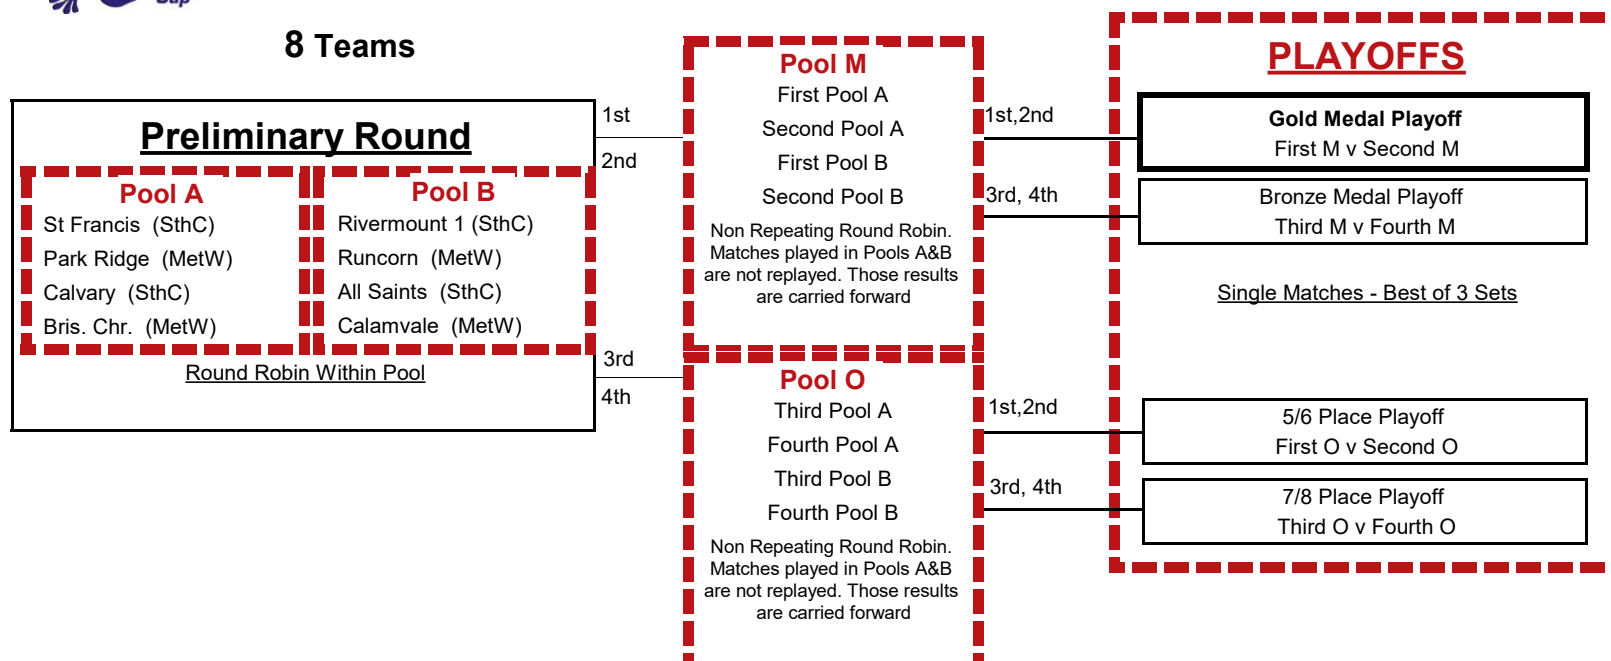 Cup
8 Teams
Preliminary Round
Pool A
St Francis (SthC)
Park Ridge (MetW)
Calvary (SthC)
Bris. Chr. (MetW)
Pool B
Rivermount 1 (SthC)
Runcorn (MetW)
All Saints (SthC)
Calamvale (MetW)
Round Robin Within Pool
1st
2nd
3rd
4th
Pool M
First Pool A
Second Pool A
First Pool B
Second Pool B
Non Repeating Round Robin.
Matches played in Pools A&B
are not replayed. Those results
are carried forward
Pool O
Third Pool A
Fourth Pool A
Third Pool B
Fourth Pool B
Non Repeating Round Robin.
Matches played in Pools A&B
are not replayed. Those results
are carried forward
1st,2nd
3rd, 4th
1st,2nd
3rd, 4th
PLAYOFFS
Gold Medal Playoff
First M v Second M
Bronze Medal Playoff
Third M v Fourth M
Single Matches - Best of 3 Sets
5/6 Place Playoff
First O v Second O
7/8 Place Playoff
Third O v Fourth O